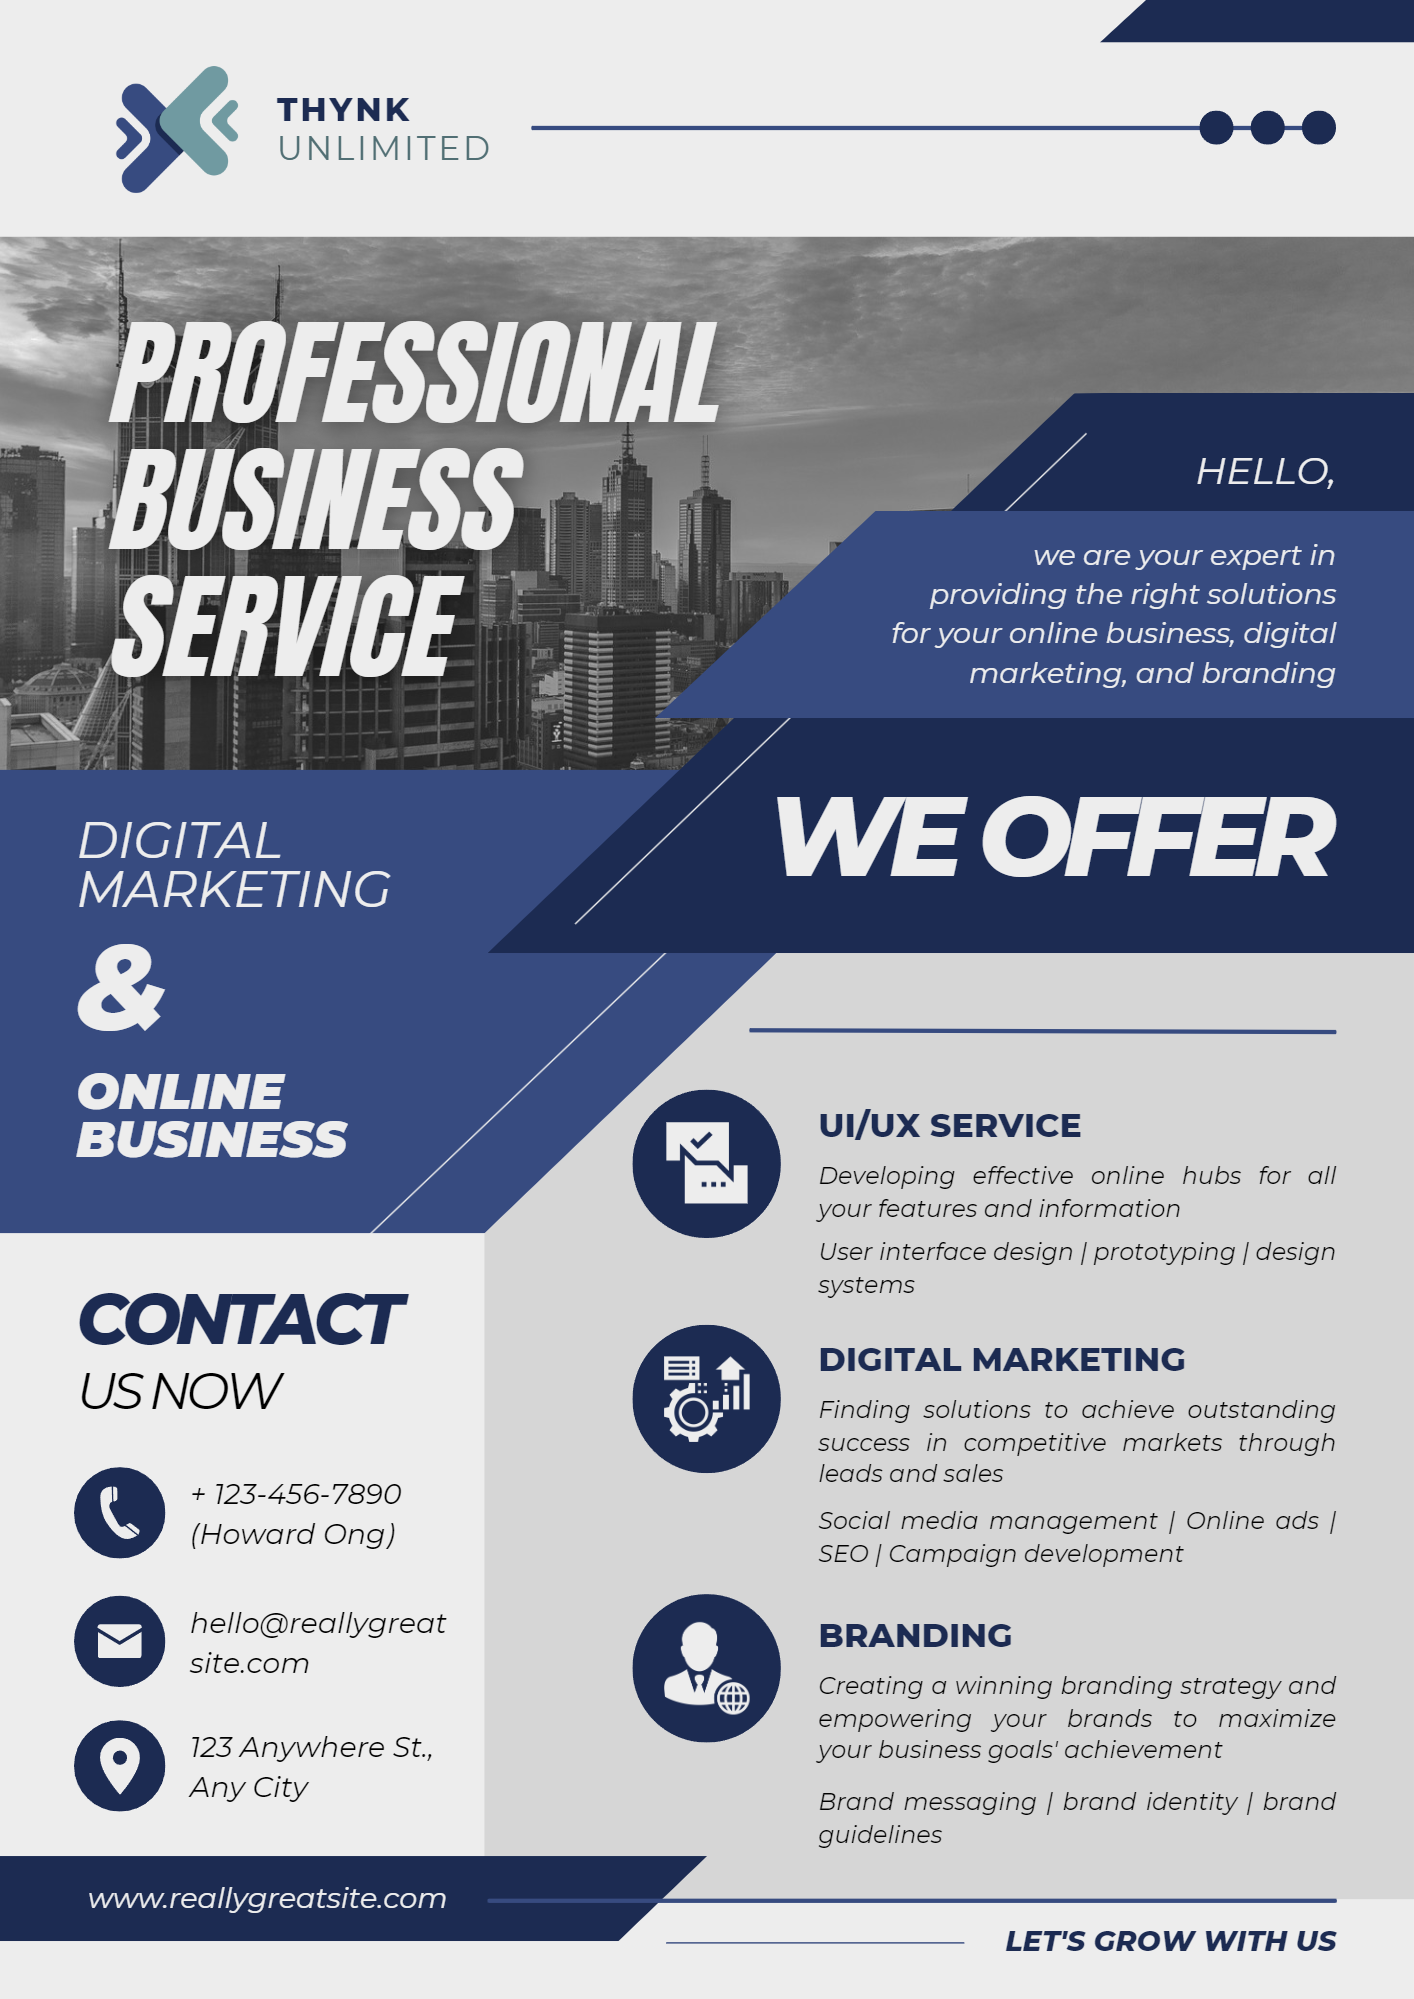 THYNK
UNLIMITED
PROFESSIONAL
BUSINESS
SERVICE
HELLO,
we are your expert in
providing the right solutions
for your online business, digital
marketing, and branding
WE OFFER
DIGITAL
MARKETING
&
ONLINE
BUSINESS
UI/UX SERVICE
Developing effective online hubs for all
your features and information
User interface design | prototyping | design
systems
DIGITAL MARKETING
Finding solutions to achieve outstanding
success in competitive markets through
leads and sales
Social media management | Online ads |
SEO | Campaign development
BRANDING
Creating a winning branding strategy and
empowering your brands to maximize
your business goals' achievement
Brand messaging | brand identity | brand
guidelines
CONTACT
US NOW
+ 123-456-7890
(Howard Ong)
hello@reallygreat
site.com
123 Anywhere St.,
Any City
www.reallygreatsite.com
LET'S GROW WITH US